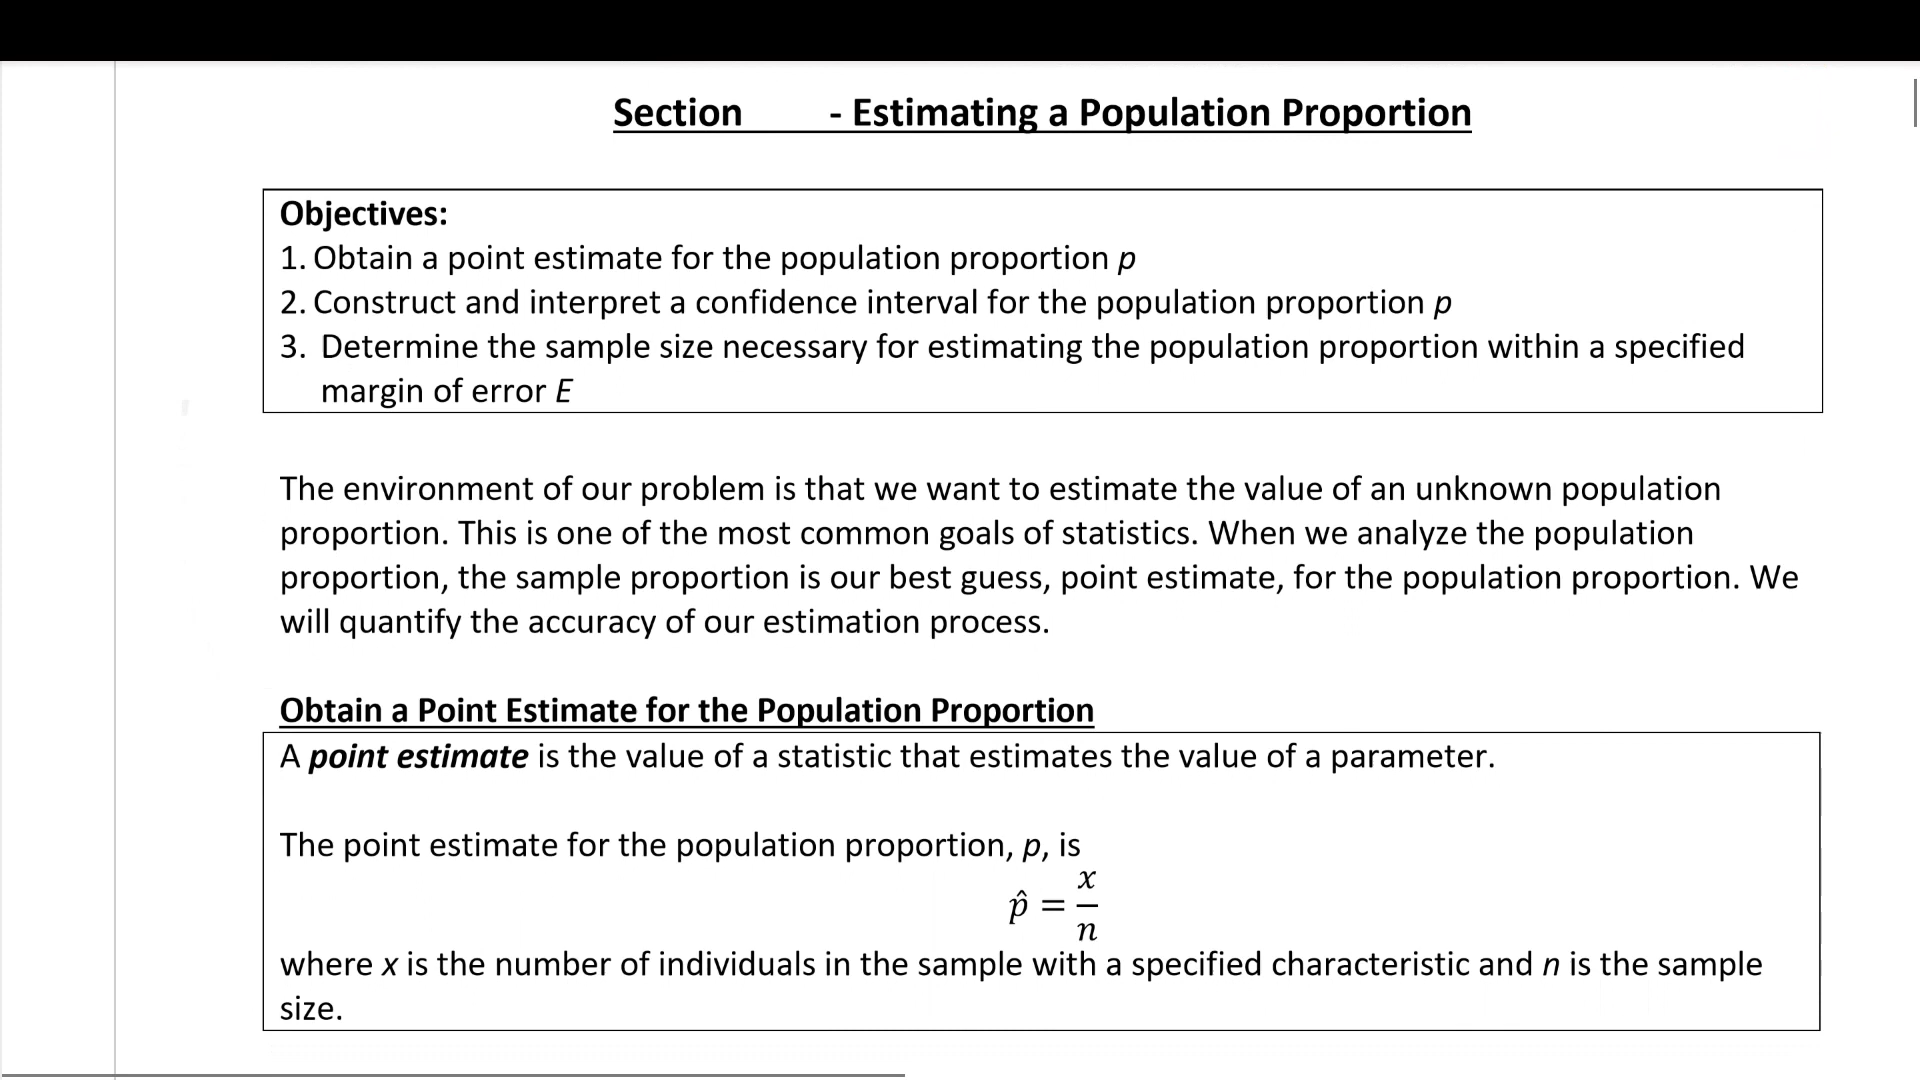 Section - Estimating a Population Proportion
Objectives:
1. Obtain a point estimate for the population proportion p
2. Construct and interpret a confidence interval for the population proportion p
3. Determine the sample size necessary for estimating the population proportion within a specified
margin of error E
The environment of our problem is that we want to estimate the value of an unknown population
proportion. This is one of the most common goals of statistics. When we analyze the population
proportion, the sample proportion is our best guess, point estimate, for the population proportion. We
will quantify the accuracy of our estimation process.
Obtain a Point Estimate for the Population Proportion
A point estimate is the value of a statistic that estimates the value of a parameter.
The point estimate for the population proportion, p, is
p̂ = x/n
where x is the number of individuals in the sample with a specified characteristic and n is the sample
size.